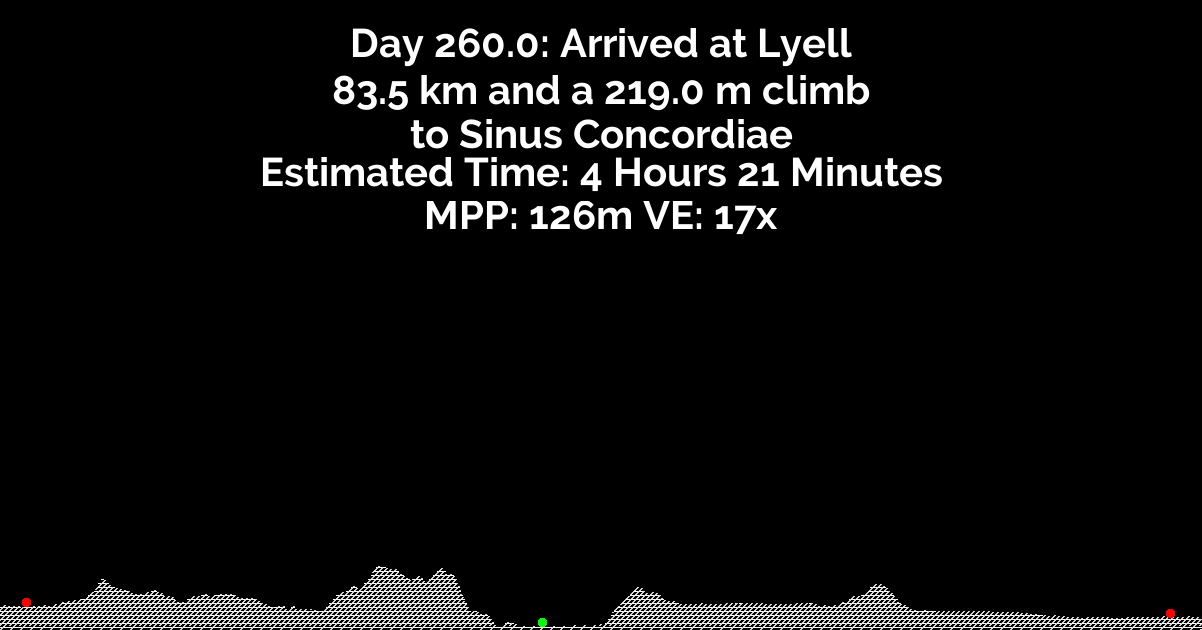 Day 260.0: Arrived at Lyell
83.5 km and a 219.0 m climb
to Sinus Concordiae
Estimated Time: 4 Hours 21 Minutes
MPP: 126m VE: 17x